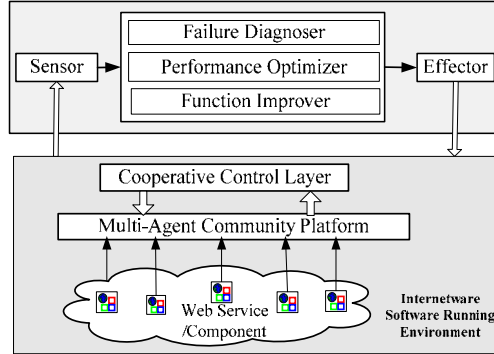 Failure Diagnoser
Sensor
Performance Optimizer
Effector
Function Improver
Cooperative Control Layer
Multi-Agent Community Platform
Web Service
/Component
Internetware
Software Running
Environment